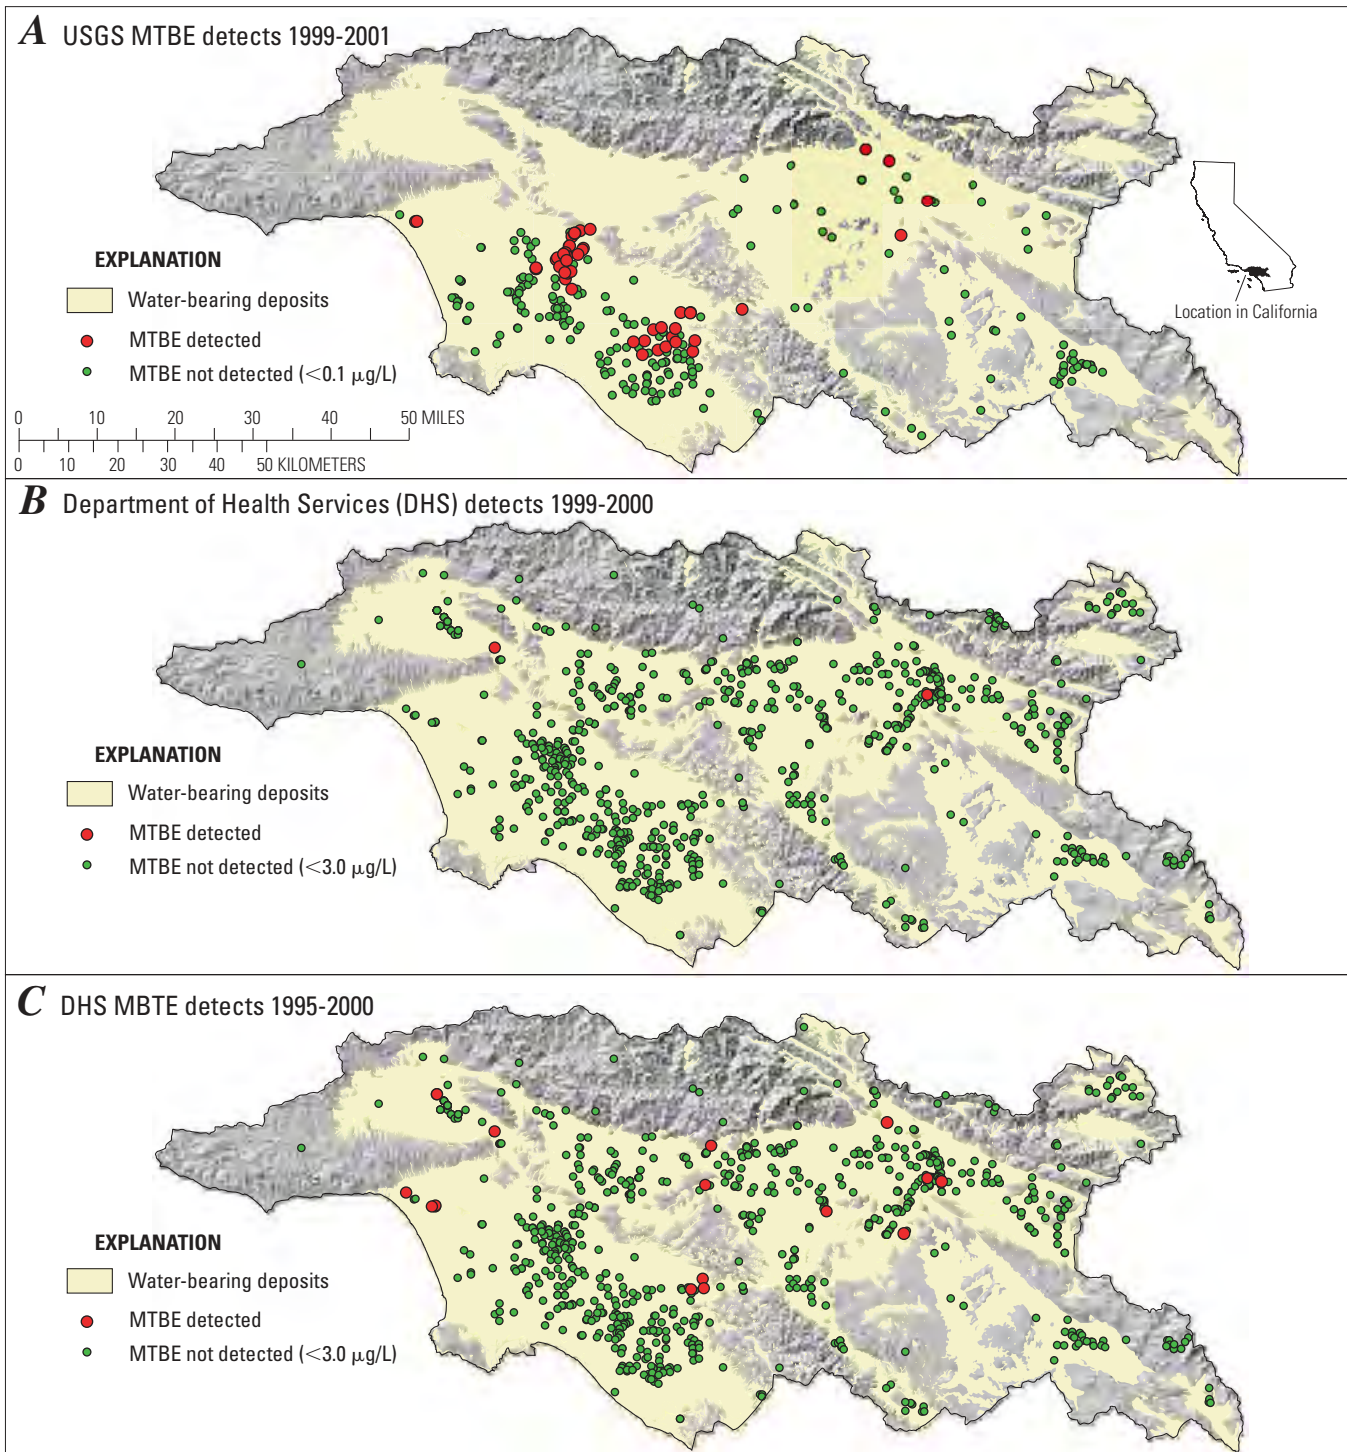 A USGS MTBE detects 1999-2001
EXPLANATION
Water-bearing deposits
MTBE detected
MTBE not detected (<0.1 µg/L)
0 10 20 30 40 50 MILES
0 10 20 30 40 50 KILOMETERS
Location in California
B Department of Health Services (DHS) detects 1999-2000
EXPLANATION
Water-bearing deposits
MTBE detected
MTBE not detected (<3.0 µg/L)
C DHS MBTE detects 1995-2000
EXPLANATION
Water-bearing deposits
MTBE detected
MTBE not detected (<3.0 µg/L)